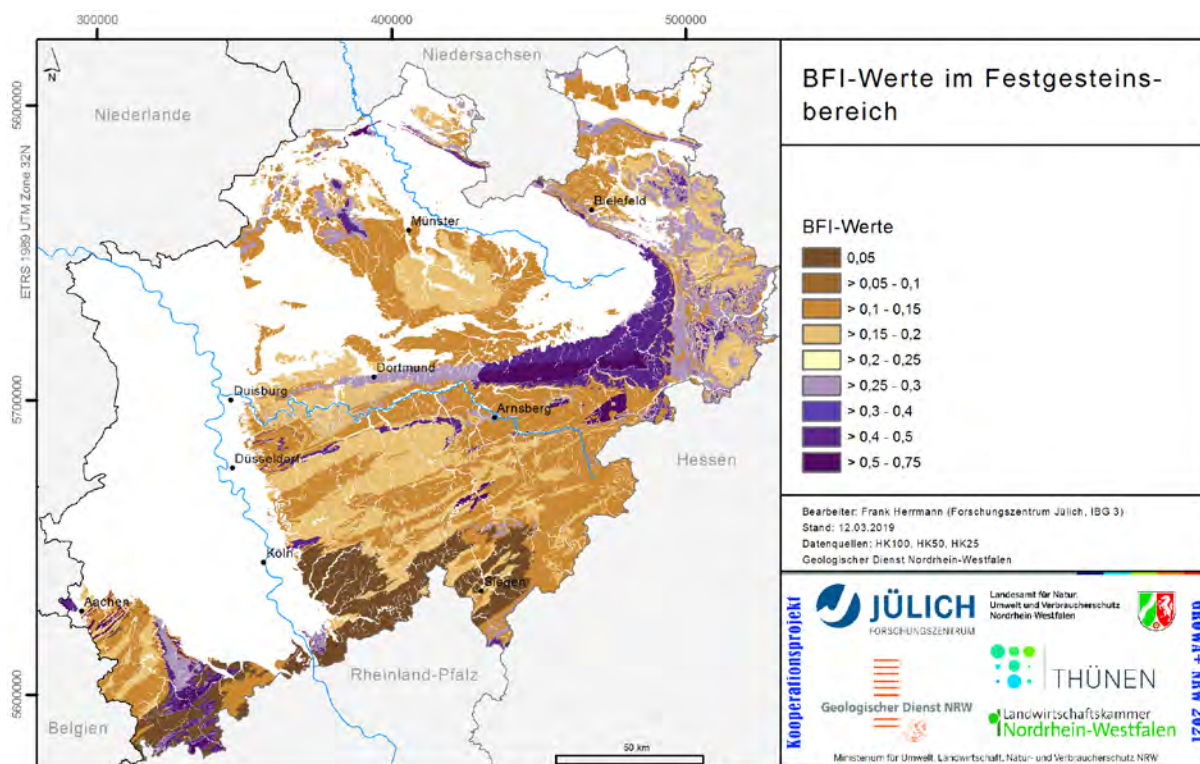 300000
400000
500000
ETRS 1989 UTM Zone 32N
5800000
5700000
5600000
N
Niedersachsen
Niederlande
Bielefeld
Münster
Dortmund
Duisburg
Arnsberg
Düsseldorf
Hessen
Köln
Siegen
Aachen
Rheinland-Pfalz
Belgien
50 km
BFI-Werte im Festgesteins-
bereich
BFI-Werte
0,05
> 0,05 - 0,1
> 0,1 - 0,15
> 0,15 - 0,2
> 0,2 - 0,25
> 0,25 - 0,3
> 0,3 - 0,4
> 0,4 - 0,5
> 0,5 - 0,75
Bearbeiter: Frank Herrmann (Forschungszentrum Jülich, IBG 3)
Stand: 12.03.2019
Datenquellen: HK100, HK50, HK25
Geologischer Dienst Nordrhein-Westfalen
Kooperationsprojekt
JÜLICH
FORSCHUNGSZENTRUM
Landesamt für Natur,
Umwelt und Verbraucherschutz
Nordrhein-Westfalen
THÜNEN
Geologischer Dienst NRW
Landwirtschaftskammer
Nordrhein-Westfalen
GROWA+ NRW 2021
Ministerium für Umwelt, Landwirtschaft, Natur- und Verbraucherschutz NRW